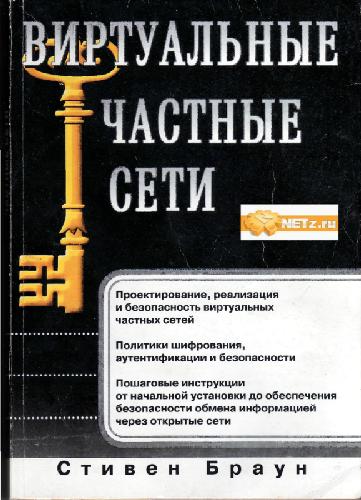 ВИРТУАЛЬНЫЕ
ЧАСТНЫЕ
СЕТИ
NETz.ru
Проектирование, реализация
и безопасность виртуальных
частных сетей
Политики шифрования,
аутентификации и безопасности
Пошаговые инструкции
от начальной установки до обеспечения
безопасности обмена информацией
через открытые сети
Стивен Браун